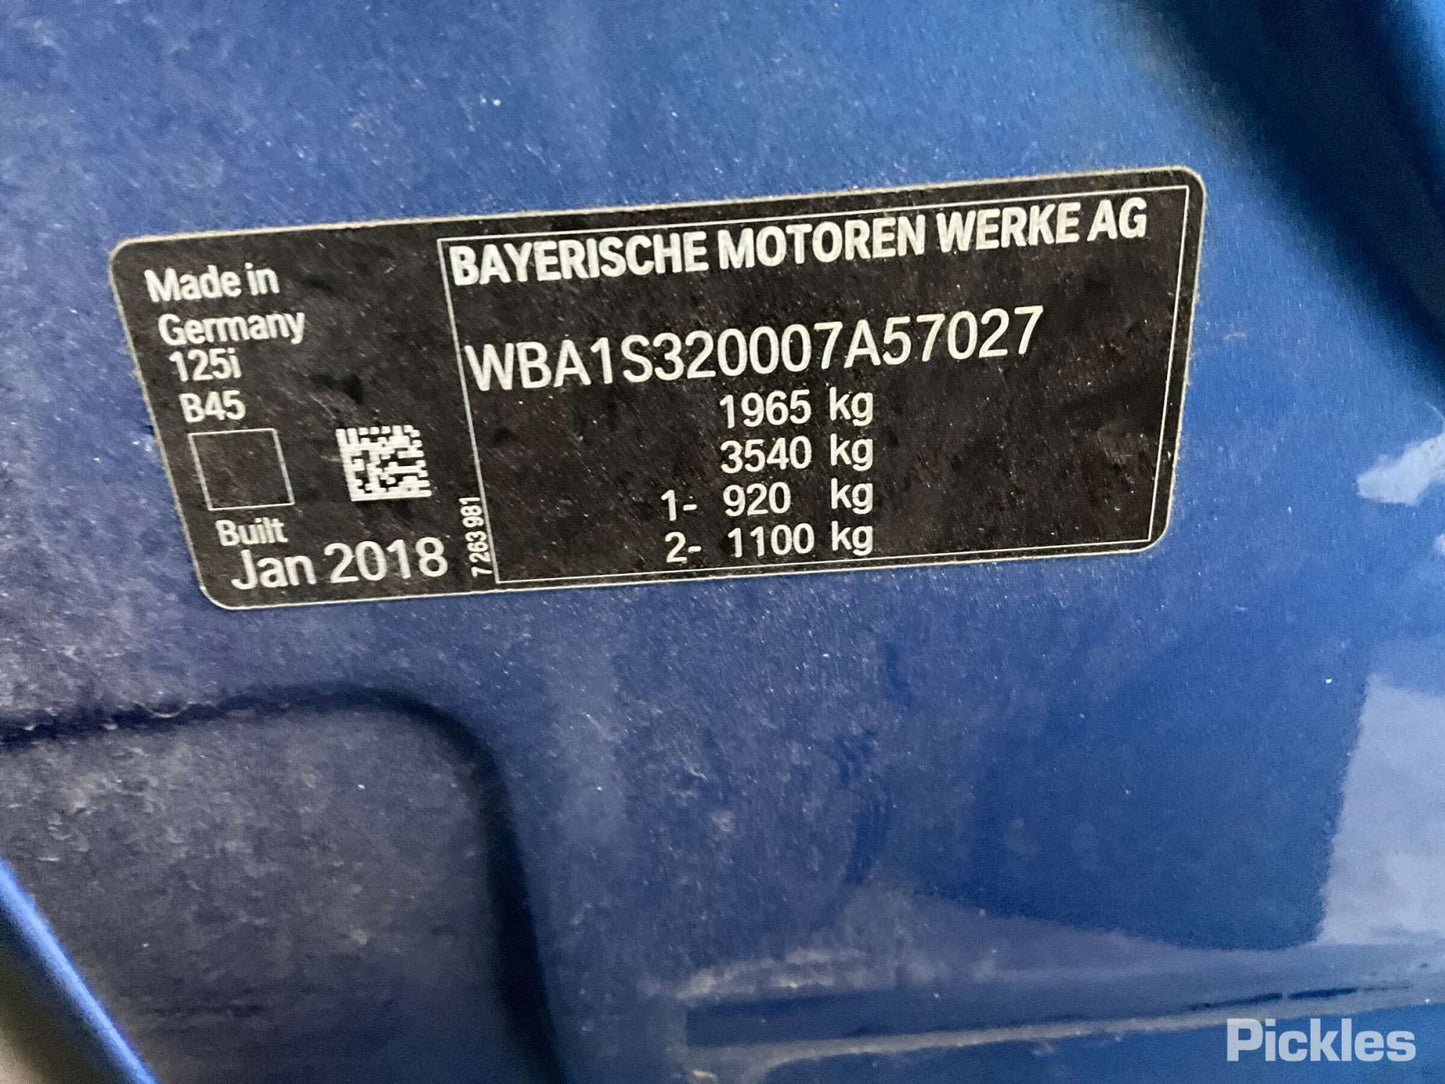 Made in
Germany
125i
B45
Built
Jan 2018
7 263 981
BAYERISCHE MOTOREN WERKE AG
WBA1S320007A57027
1965 kg
3540 kg
1- 920 kg
2- 1100 kg
Pickles